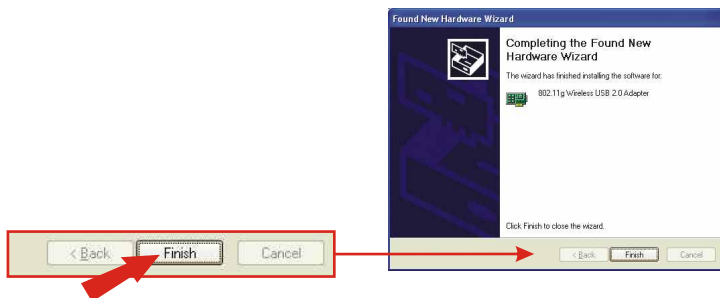 Found New Hardware Wizard
Completing the Found New
Hardware Wizard
The wizard has finished installing the software for:
802.11g Wireless USB 2.0 Adapter
Click Finish to close the wizard.
< Back Finish Cancel
< Back Finish Cancel